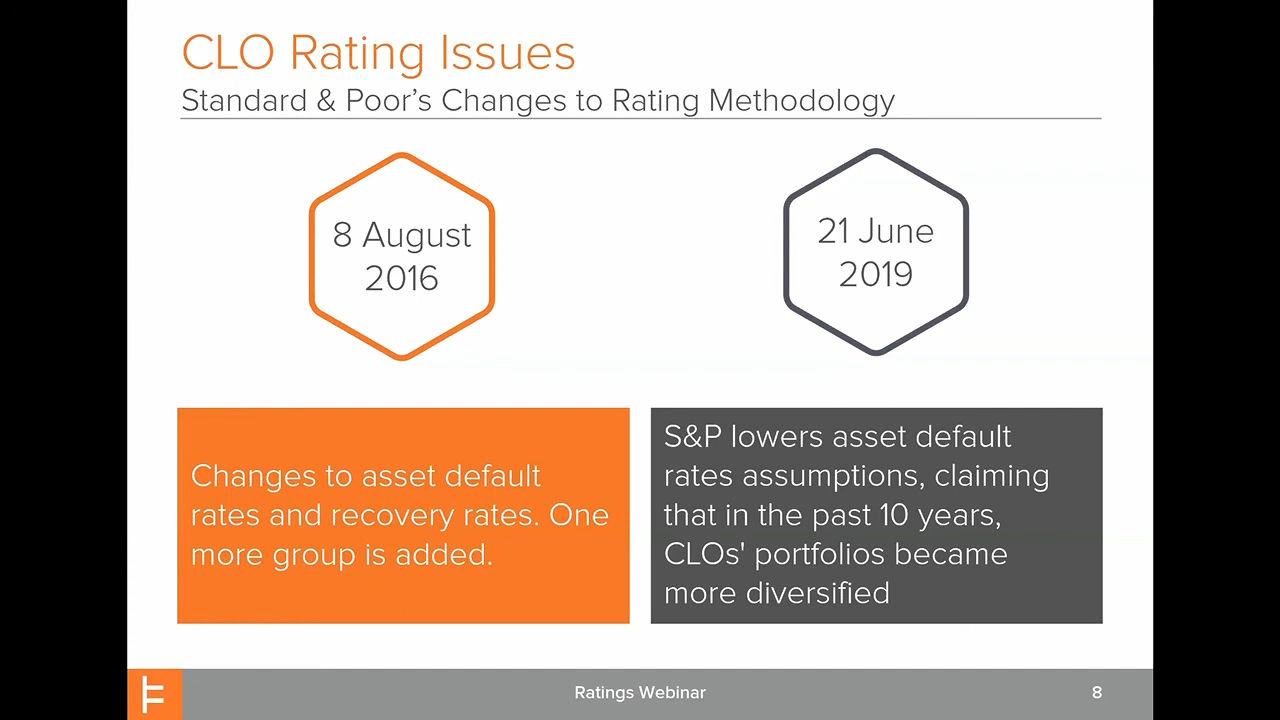 CLO Rating Issues
Standard & Poor's Changes to Rating Methodology
8 August
2016
21 June
2019
Changes to asset default
rates and recovery rates. One
more group is added.
S&P lowers asset default
rates assumptions, claiming
that in the past 10 years,
CLOs' portfolios became
more diversified
Ratings Webinar
8